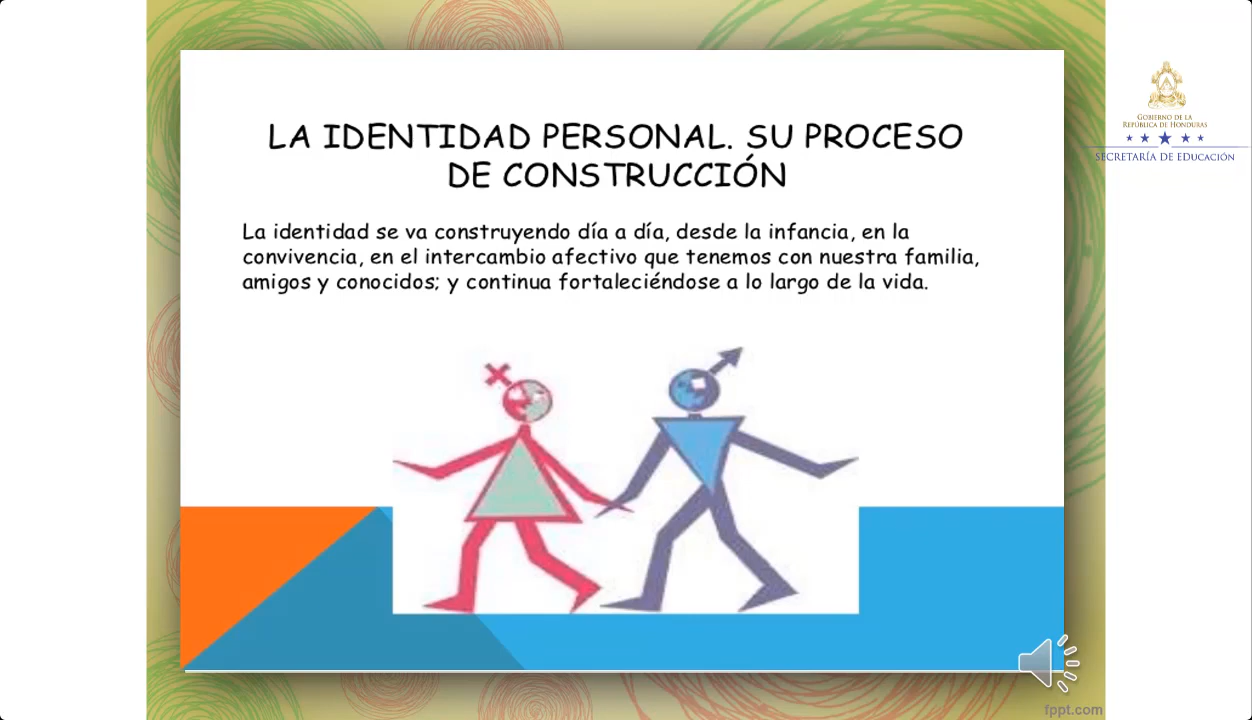 LA IDENTIDAD PERSONAL. SU PROCESO
DE CONSTRUCCIÓN
La identidad se va construyendo día a día, desde la infancia, en la
convivencia, en el intercambio afectivo que tenemos con nuestra familia,
amigos y conocidos; y continua fortaleciéndose a lo largo de la vida.
GOBIERNO DE LA
REPÚBLICA DE HONDURAS
SECRETARÍA DE EDUCACIÓN
fppt.com